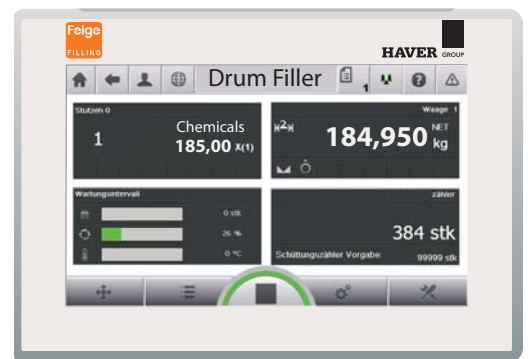 Feige
FILLING
HAVER GROUP
Drum Filler
1
Stutzen 0
1
Chemicals
185,00 X(1)
Waage 1
2
184,950 NET
kg
Wartungsintervall
0 stk
26 %
0 °C
zähler
384 stk
Schüttungszähler Vorgabe: 99999 stk